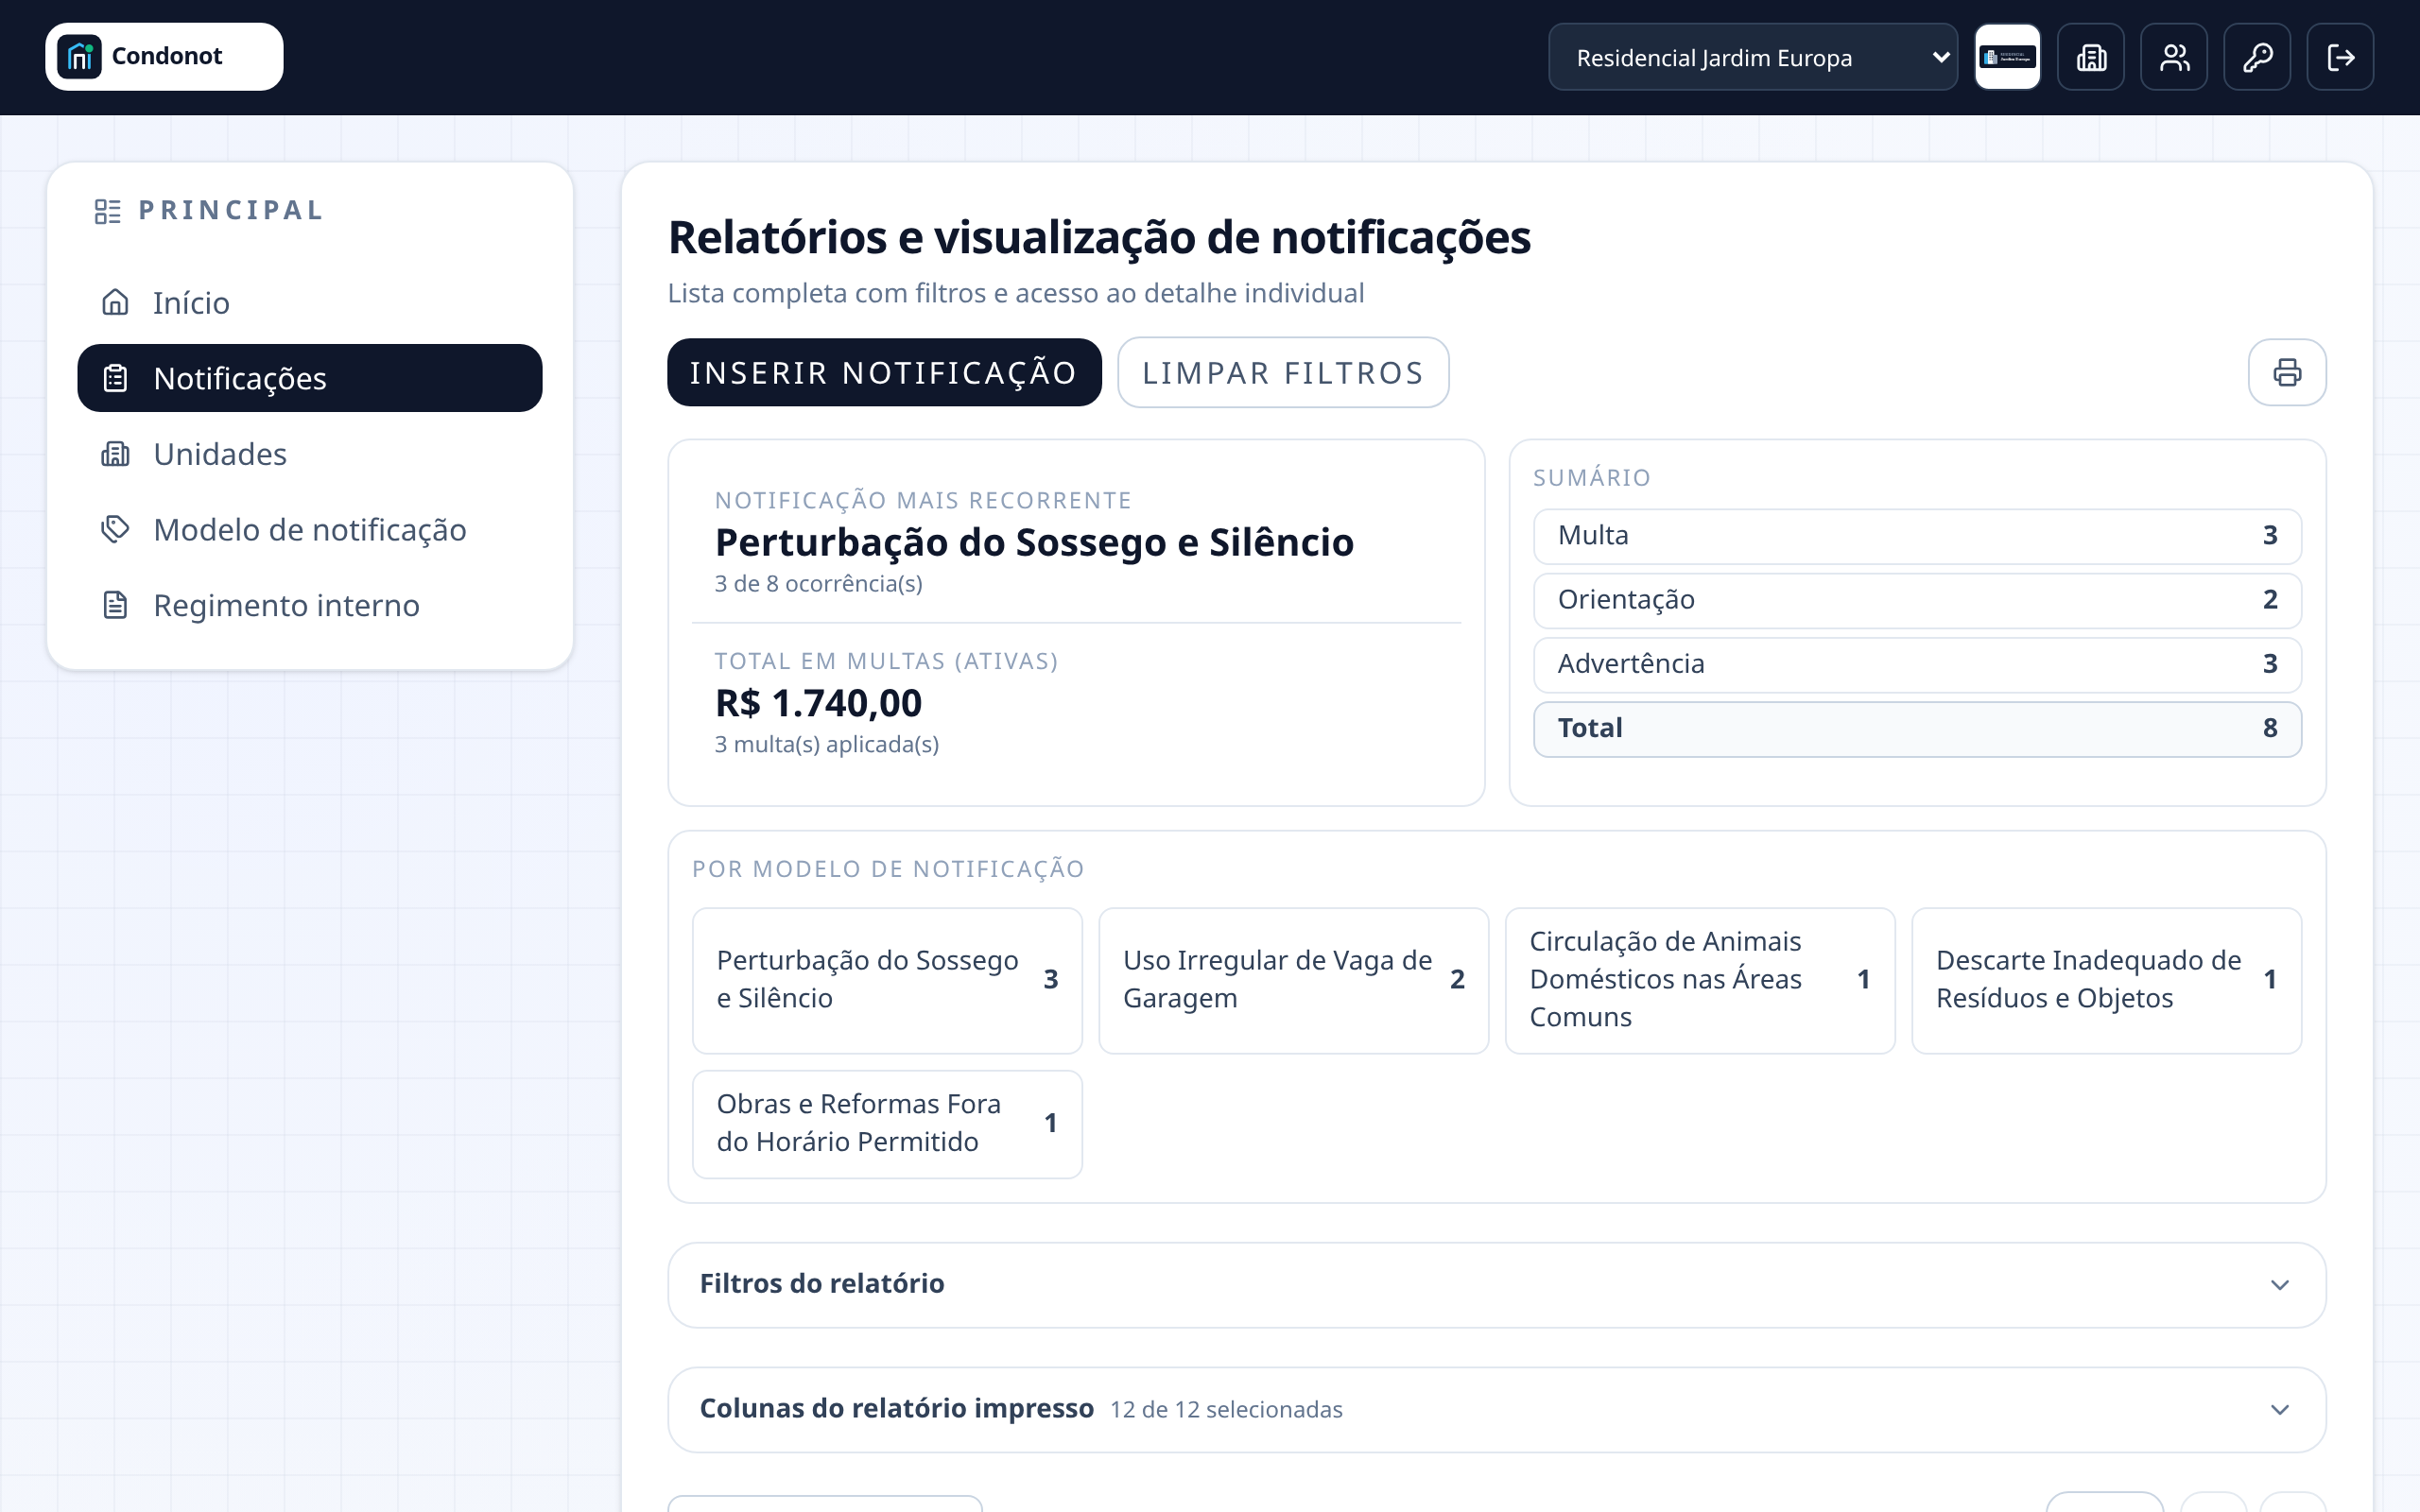 Condonot
Residencial Jardim Europa
PRINCIPAL
Início
Notificações
Unidades
Modelo de notificação
Regimento interno
Relatórios e visualização de notificações
Lista completa com filtros e acesso ao detalhe individual
INSERIR NOTIFICAÇÃO
LIMPAR FILTROS
NOTIFICAÇÃO MAIS RECORRENTE
Perturbação do Sossego e Silêncio
3 de 8 ocorrência(s)
TOTAL EM MULTAS (ATIVAS)
R$ 1.740,00
3 multa(s) aplicada(s)
SUMÁRIO
Multa 3
Orientação 2
Advertência 3
Total 8
POR MODELO DE NOTIFICAÇÃO
Perturbação do Sossego
e Silêncio
3
Uso Irregular de Vaga de
Garagem
2
Circulação de Animais
Domésticos nas Áreas
Comuns
1
Descarte Inadequado de
Resíduos e Objetos
1
Obras e Reformas Fora
do Horário Permitido
1
Filtros do relatório
Colunas do relatório impresso 12 de 12 selecionadas